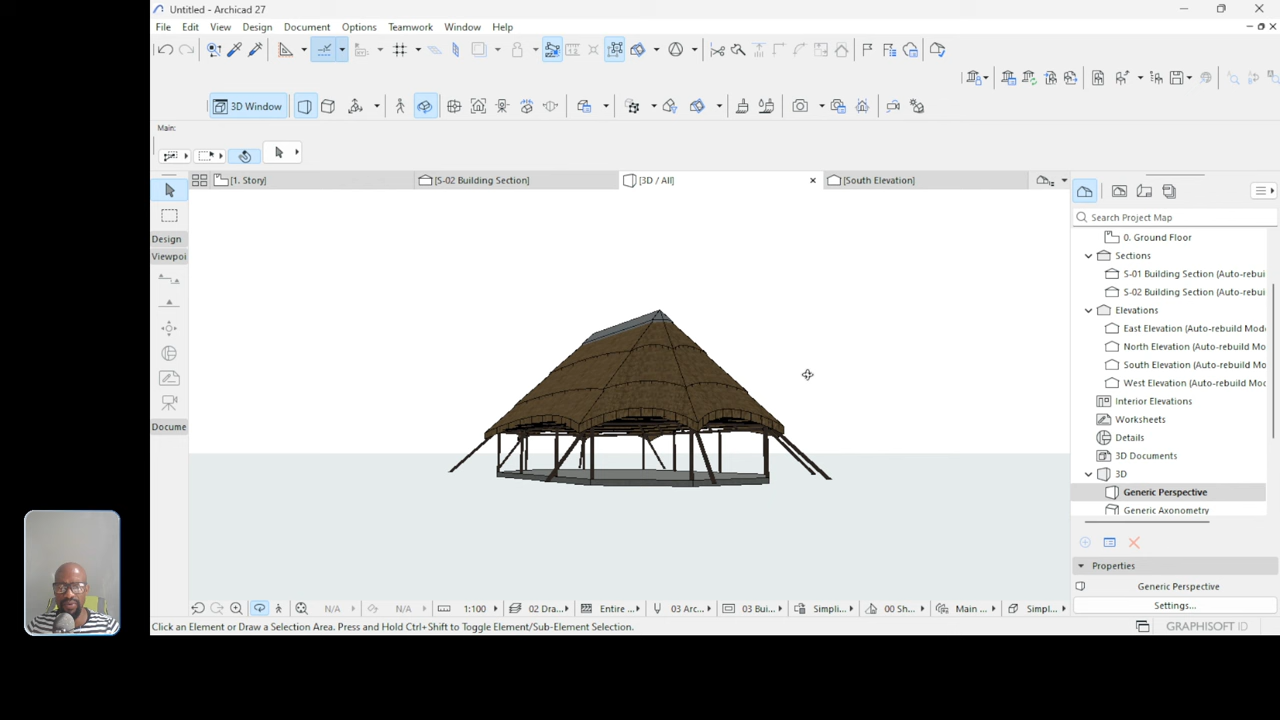 Untitled - Archicad 27
File Edit View Design Document Options Teamwork Window Help
3D Window
Main:
[1. Story]
[S-02 Building Section]
[3D / All]
[South Elevation]
Search Project Map
Design
Viewpoi
Docume
0. Ground Floor
Sections
S-01 Building Section (Auto-rebui
S-02 Building Section (Auto-rebui
Elevations
East Elevation (Auto-rebuild Mode
North Elevation (Auto-rebuild Mo
South Elevation (Auto-rebuild Mo
West Elevation (Auto-rebuild Mod
Interior Elevations
Worksheets
Details
3D Documents
3D
Generic Perspective
Generic Axonometry
Properties
Generic Perspective
Settings...
N/A
N/A
1:100
02 Dra...
Entire ...
03 Arc...
03 Bui...
Simpli...
00 Sh...
Main ...
Simpl...
Click an Element or Draw a Selection Area. Press and Hold Ctrl+Shift to Toggle Element/Sub-Element Selection.
GRAPHISOFT ID